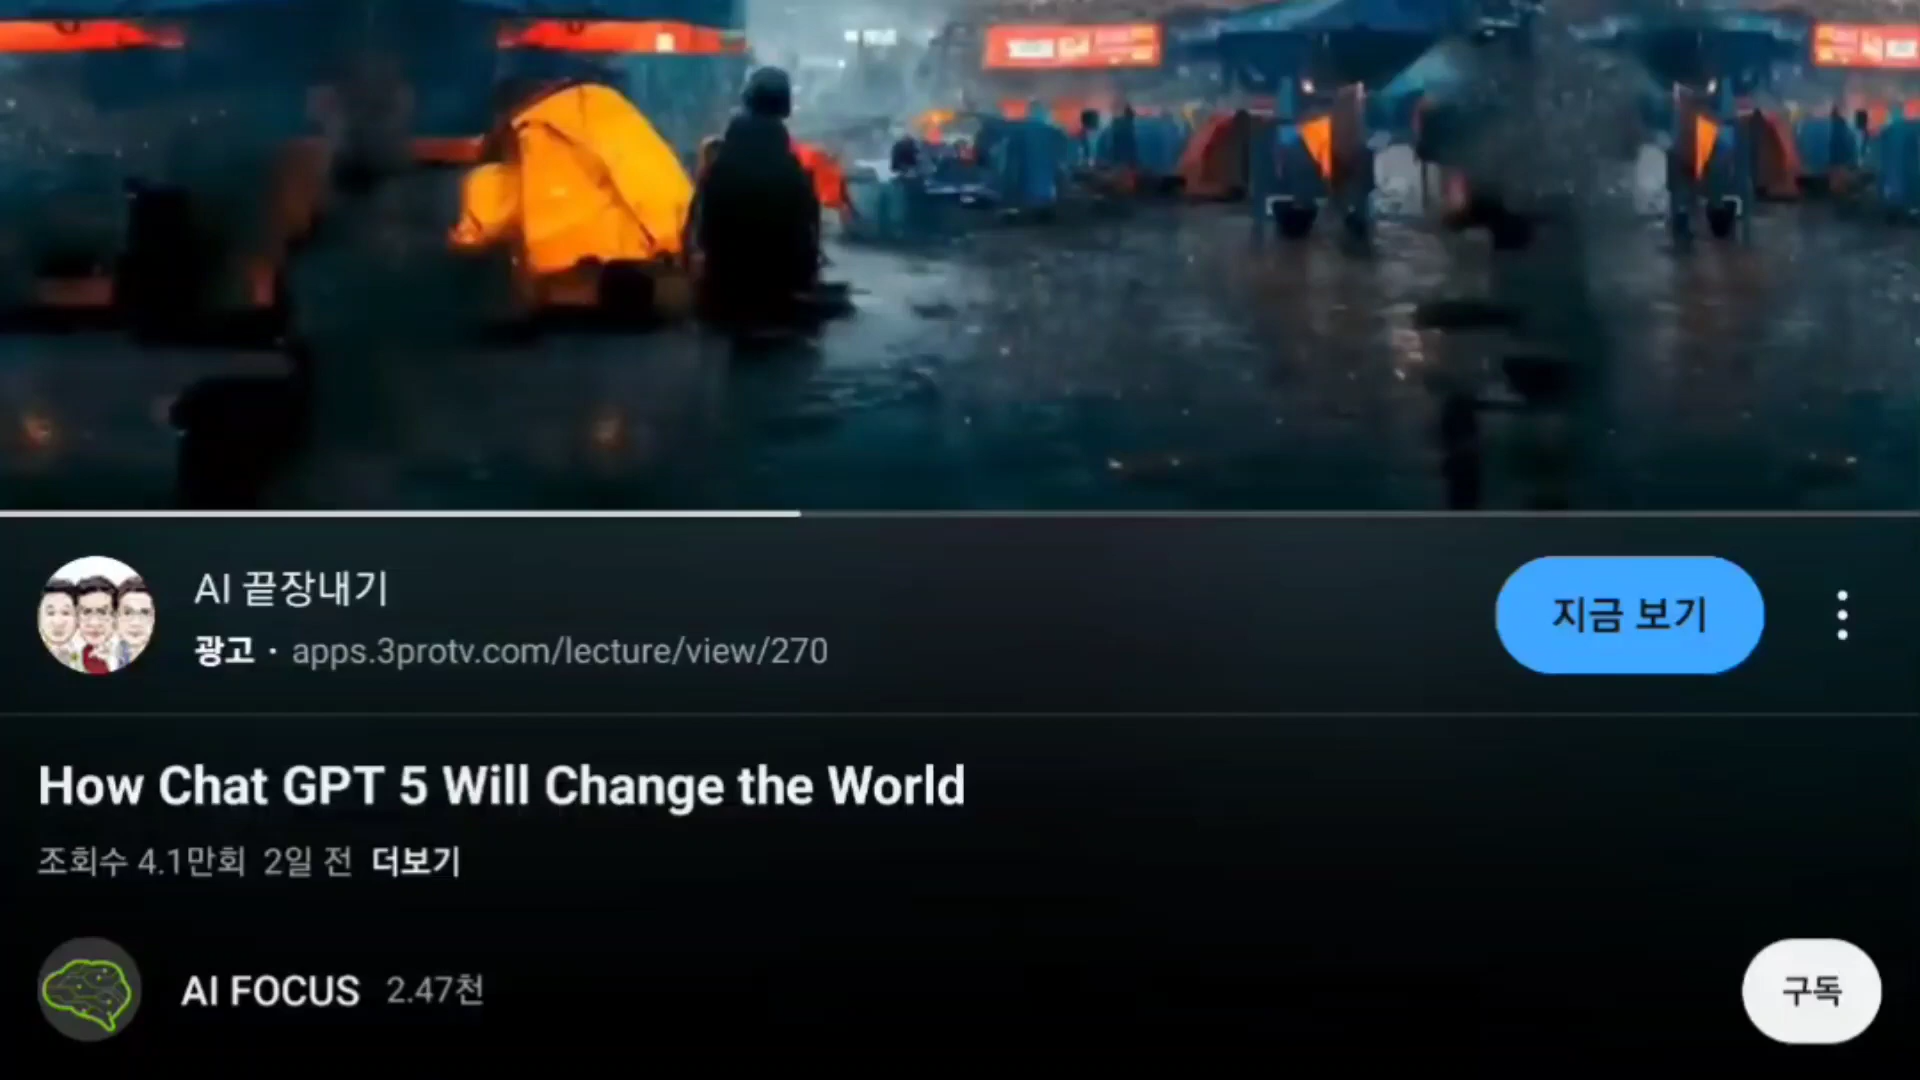 AI 끝장내기
광고 · apps.3protv.com/lecture/view/270
지금 보기
How Chat GPT 5 Will Change the World
조회수 4.1만회 2일 전 더보기
AI FOCUS 2.47천
구독